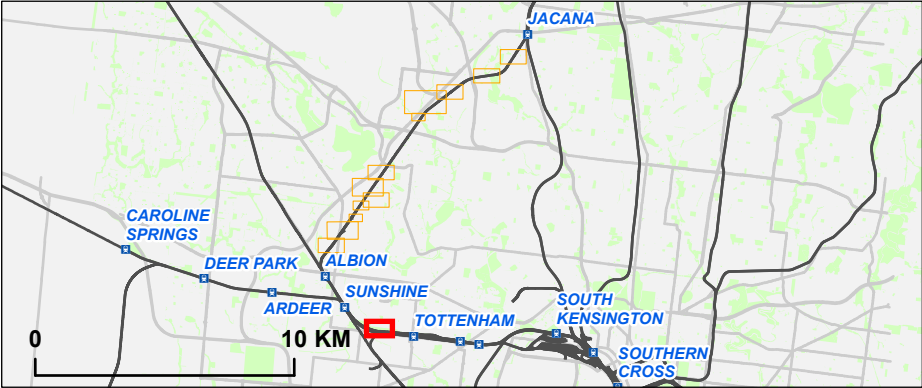 JACANA
CAROLINE
SPRINGS
DEER PARK
ALBION
ARDEER
SUNSHINE
TOTTENHAM
SOUTH
KENSINGTON
SOUTHERN
CROSS
0
10 KM